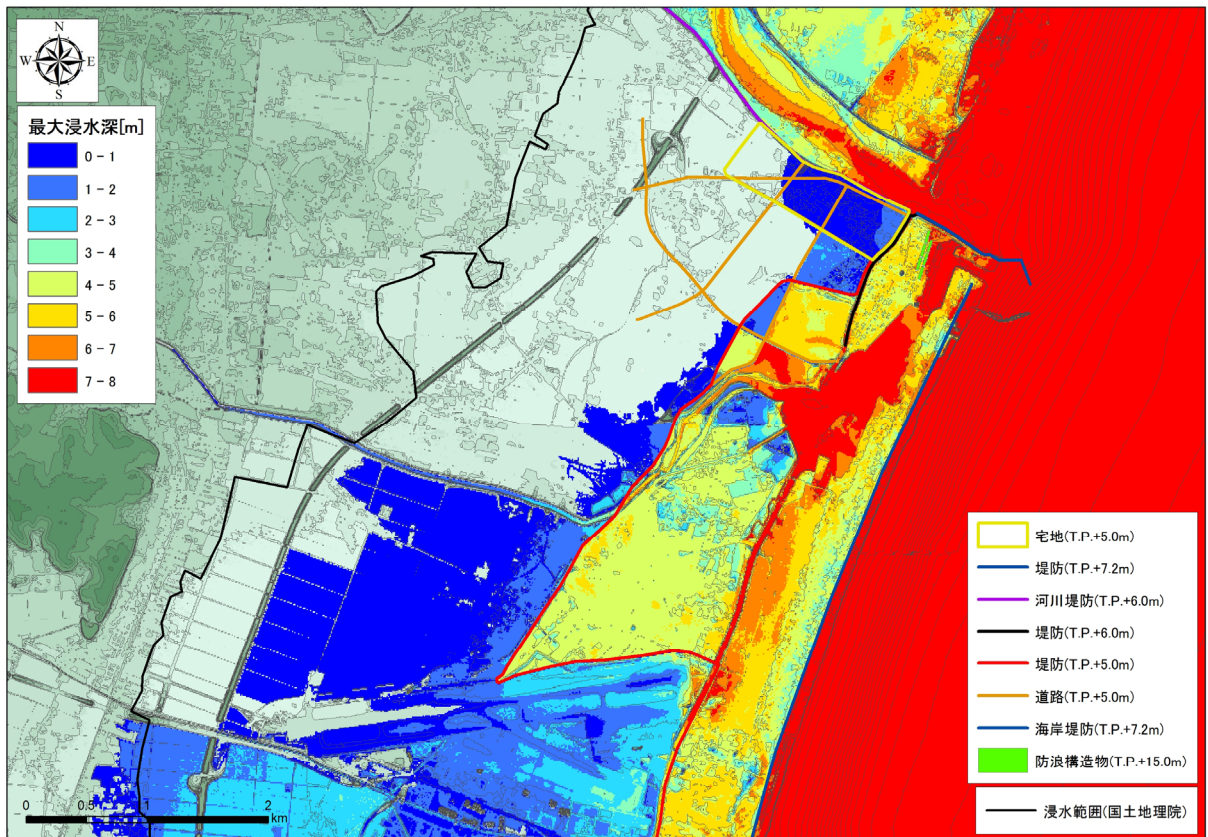 N
W E
S
最大浸水深[m]
0 - 1
1 - 2
2 - 3
3 - 4
4 - 5
5 - 6
6 - 7
7 - 8
宅地(T.P.+5.0m)
堤防(T.P.+7.2m)
河川堤防(T.P.+6.0m)
堤防(T.P.+6.0m)
堤防(T.P.+5.0m)
道路(T.P.+5.0m)
海岸堤防(T.P.+7.2m)
防浪構造物(T.P.+15.0m)
浸水範囲(国土地理院)
0 0.5 1 2
km